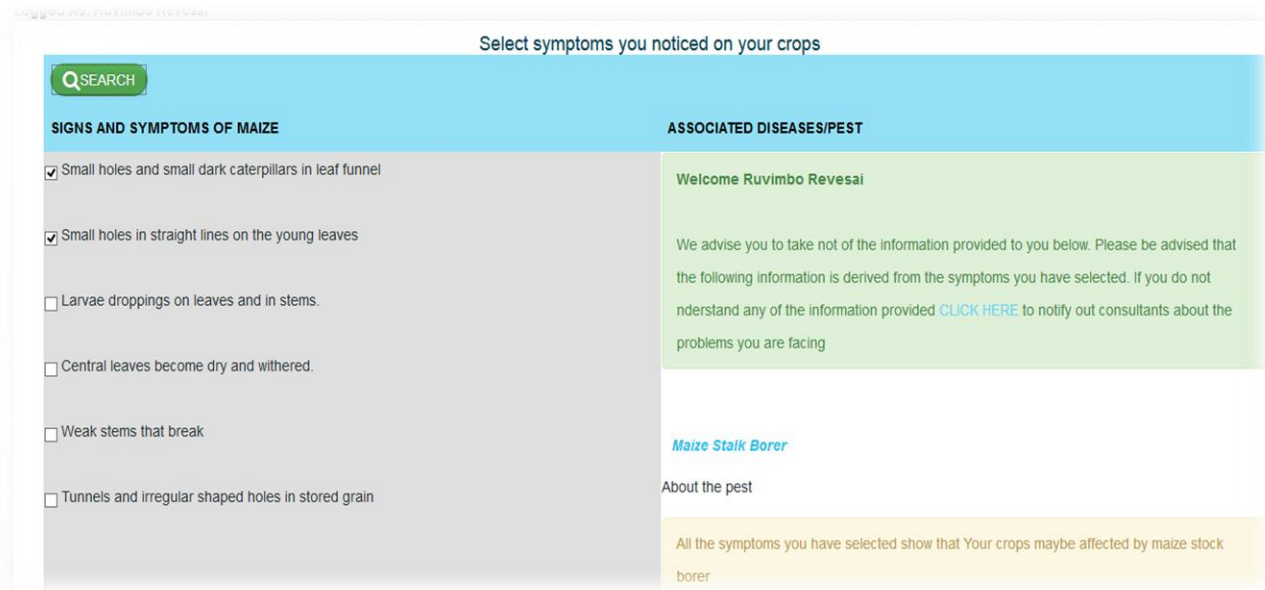 Logged As: Ruvimbo Revesai
Select symptoms you noticed on your crops
SEARCH
SIGNS AND SYMPTOMS OF MAIZE
Small holes and small dark caterpillars in leaf funnel
Small holes in straight lines on the young leaves
Larvae droppings on leaves and in stems.
Central leaves become dry and withered.
Weak stems that break
Tunnels and irregular shaped holes in stored grain
ASSOCIATED DISEASES/PEST
Welcome Ruvimbo Revesai
We advise you to take not of the information provided to you below. Please be advised that
the following information is derived from the symptoms you have selected. If you do not
nderstand any of the information provided CLICK HERE to notify out consultants about the
problems you are facing
Maize Stalk Borer
About the pest
All the symptoms you have selected show that Your crops maybe affected by maize stock
borer